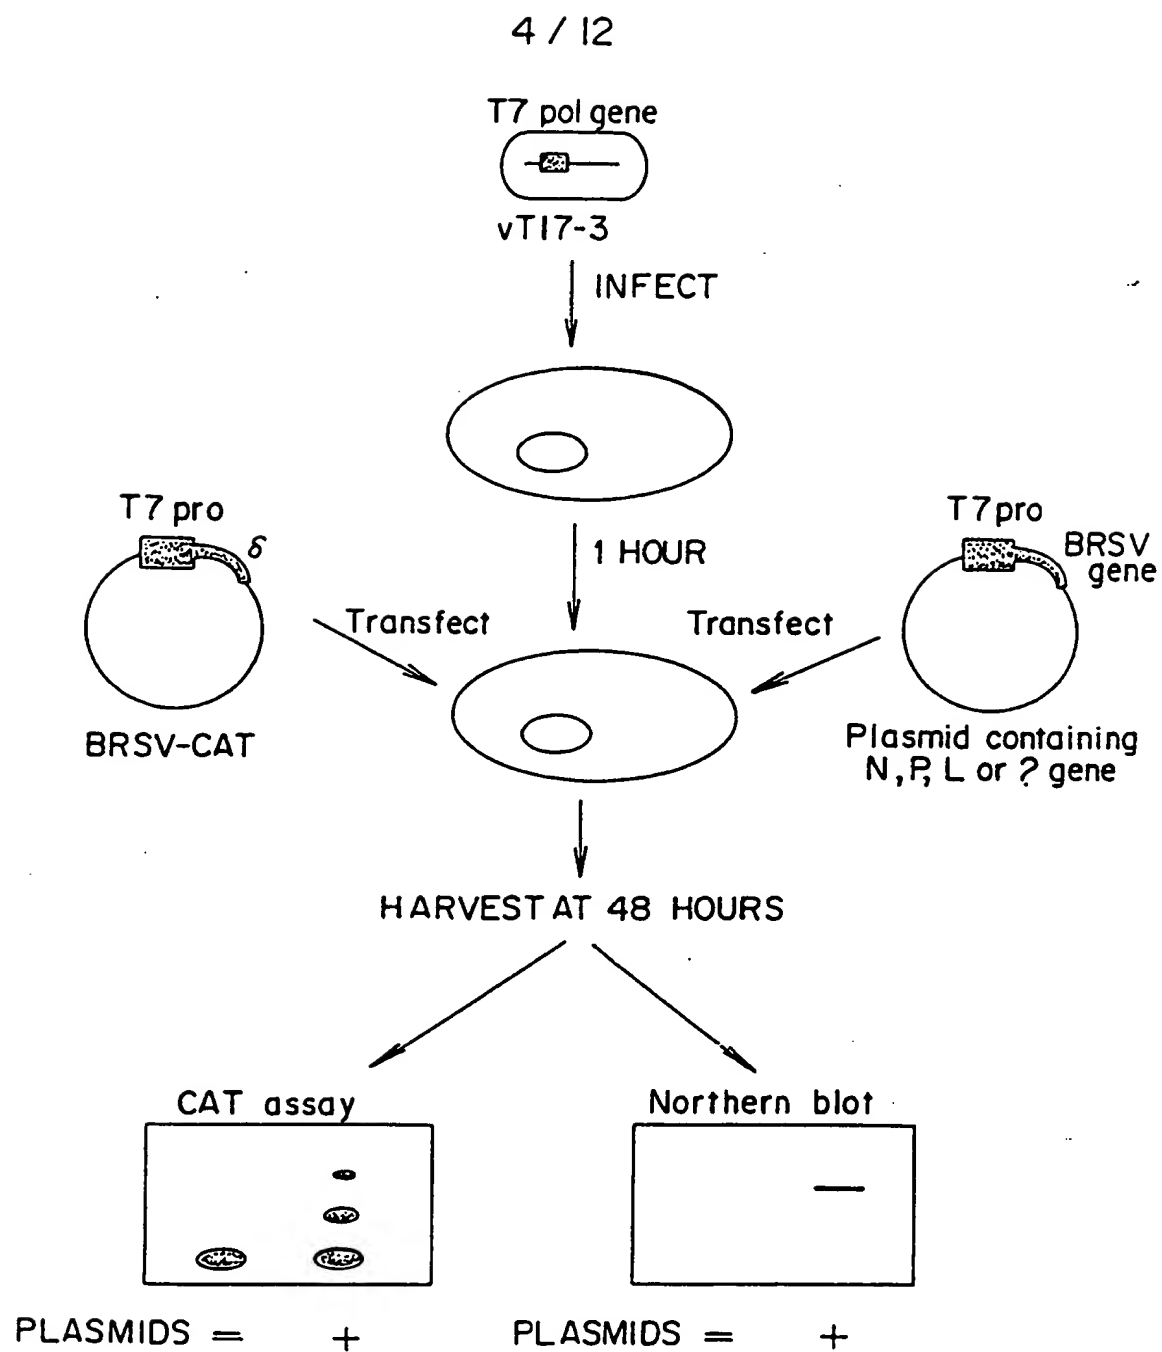 4 / 12
T7 pol gene
vT17-3
INFECT
1 HOUR
T7 pro
δ
Transfect
BRSV-CAT
T7 pro
BRSV
gene
Transfect
Plasmid containing
N, P, L or ? gene
HARVEST AT 48 HOURS
CAT assay
Northern blot
PLASMIDS = +
PLASMIDS = +